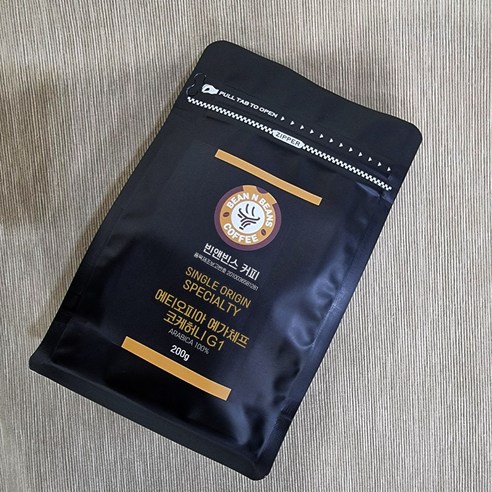 PULL TAB TO OPEN
ZIPPER
BEAN N BEANS
COFFEE
빈앤빈스 커피
SINGLE ORIGIN
SPECIALTY
에티오피아 예가체프
코케허니 G1
ARABICA 100%
200g